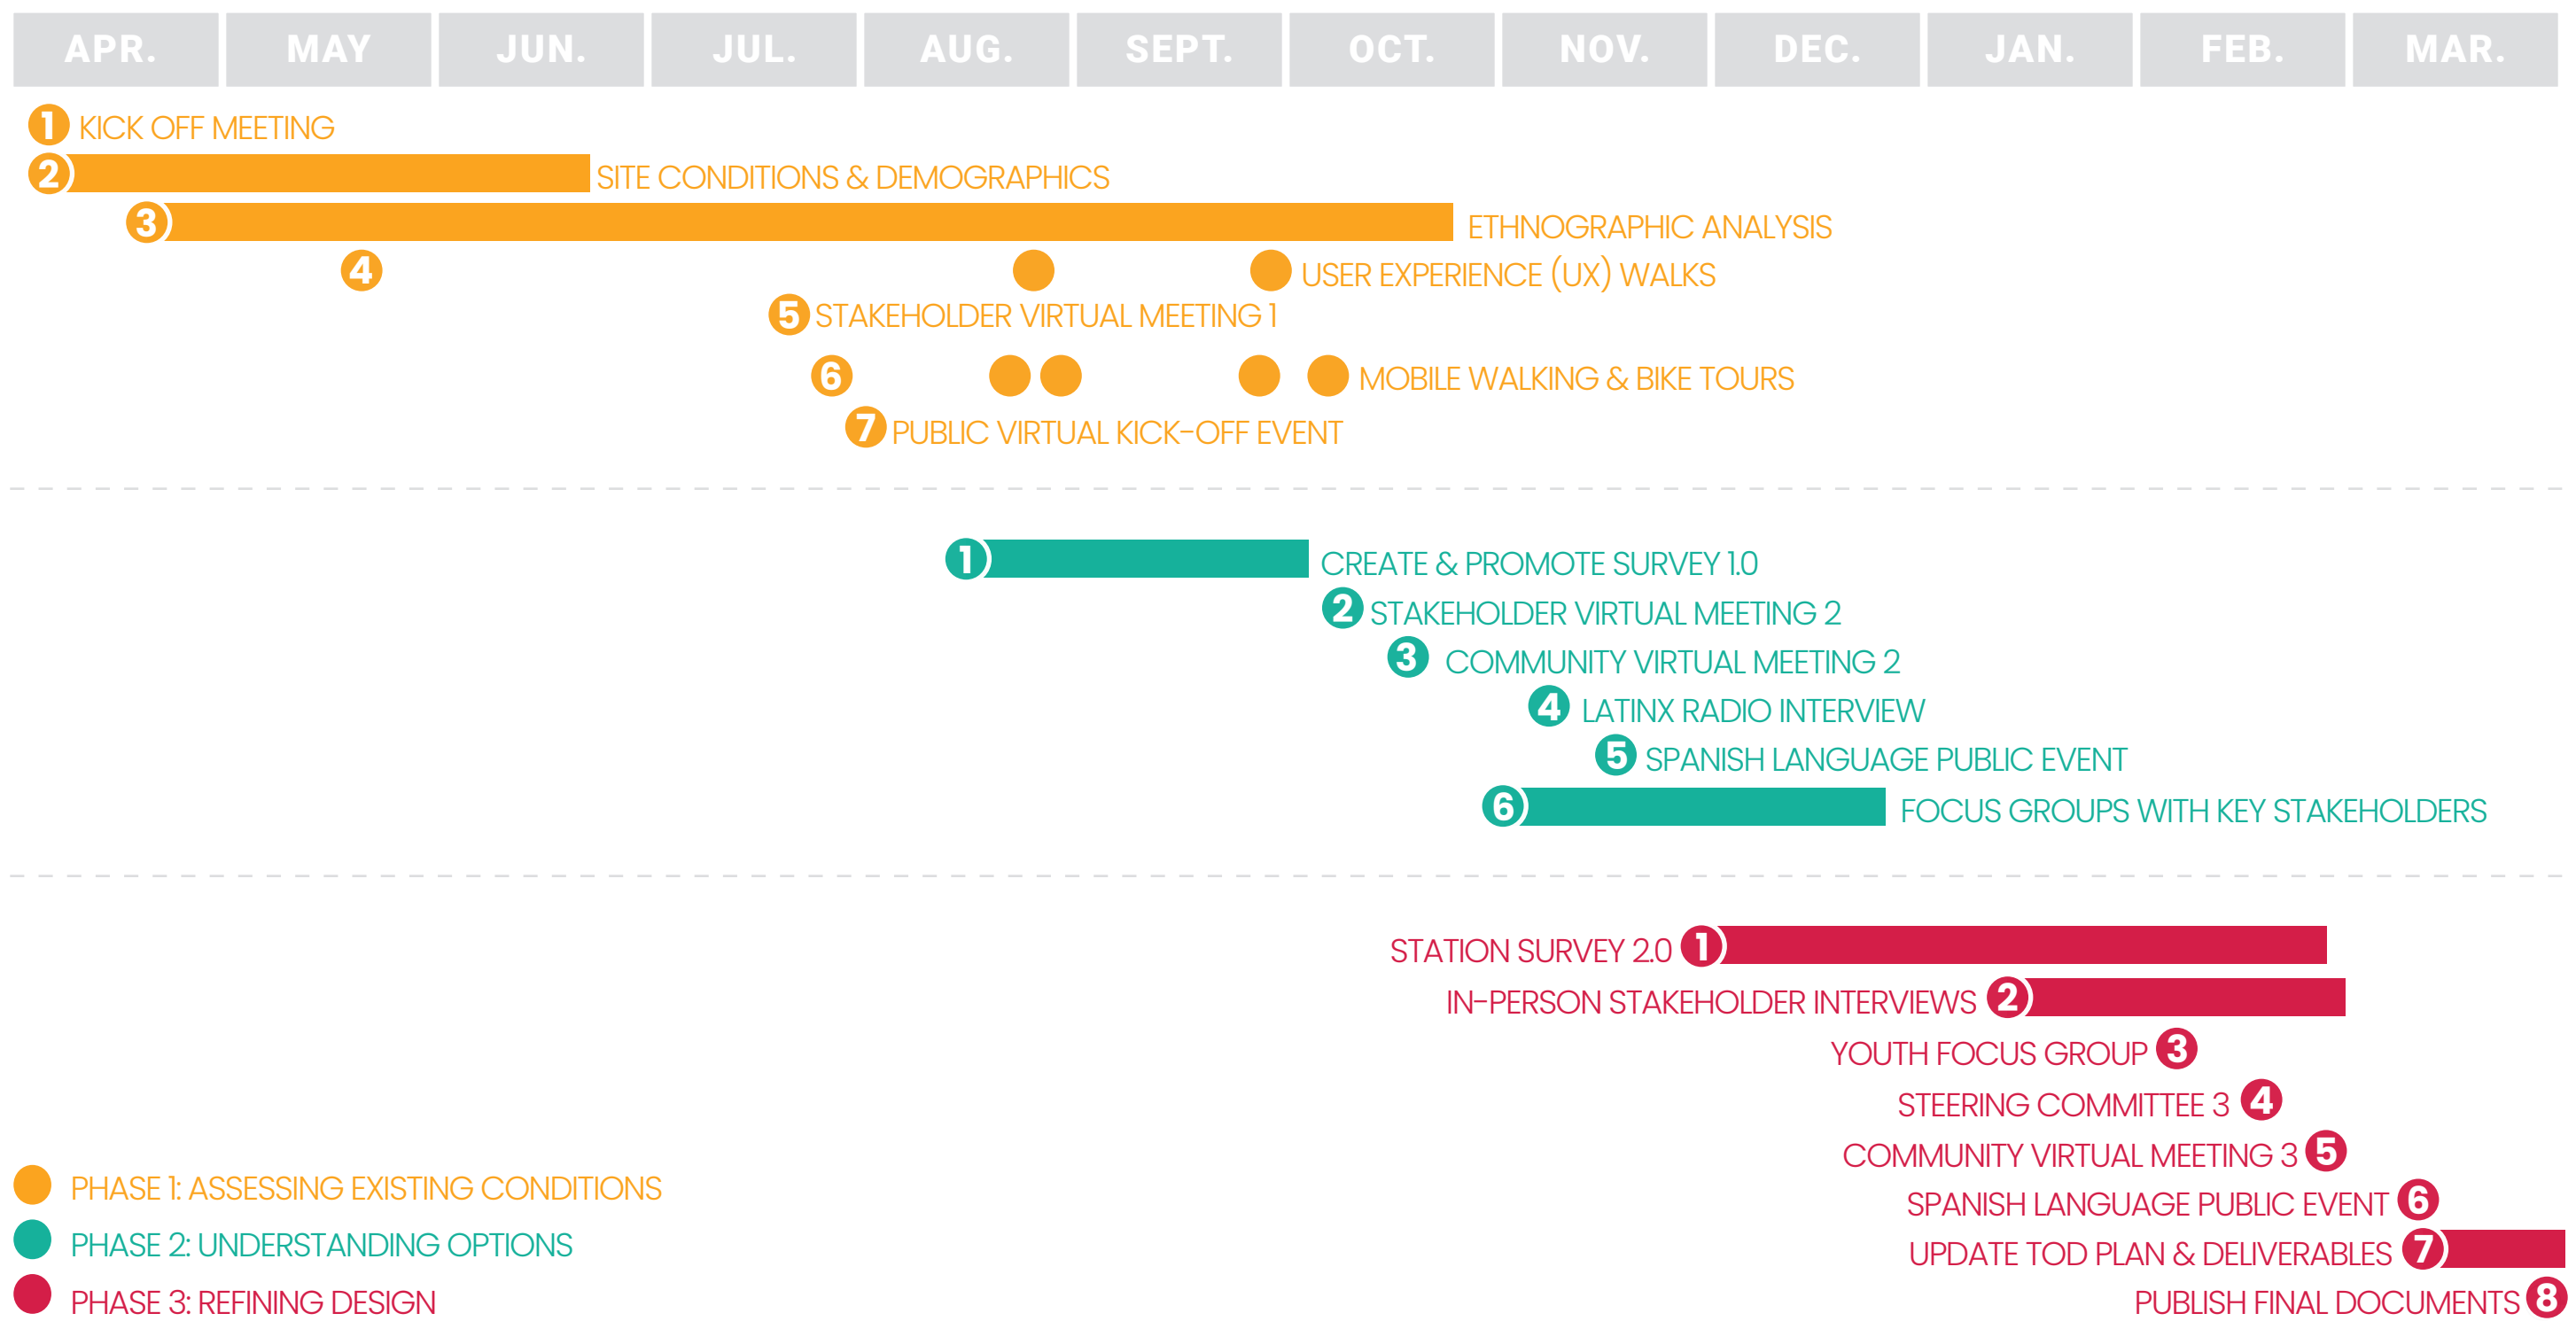 APR. MAY JUN. JUL. AUG. SEPT. OCT. NOV. DEC. JAN. FEB. MAR.
1 KICK OFF MEETING
2 SITE CONDITIONS & DEMOGRAPHICS
3 ETHNOGRAPHIC ANALYSIS
4 USER EXPERIENCE (UX) WALKS
5 STAKEHOLDER VIRTUAL MEETING 1
6 MOBILE WALKING & BIKE TOURS
7 PUBLIC VIRTUAL KICK-OFF EVENT
1 CREATE & PROMOTE SURVEY 1.0
2 STAKEHOLDER VIRTUAL MEETING 2
3 COMMUNITY VIRTUAL MEETING 2
4 LATINX RADIO INTERVIEW
5 SPANISH LANGUAGE PUBLIC EVENT
6 FOCUS GROUPS WITH KEY STAKEHOLDERS
STATION SURVEY 2.0 1
IN-PERSON STAKEHOLDER INTERVIEWS 2
YOUTH FOCUS GROUP 3
STEERING COMMITTEE 3 4
COMMUNITY VIRTUAL MEETING 3 5
SPANISH LANGUAGE PUBLIC EVENT 6
UPDATE TOD PLAN & DELIVERABLES 7
PUBLISH FINAL DOCUMENTS 8
PHASE 1: ASSESSING EXISTING CONDITIONS
PHASE 2: UNDERSTANDING OPTIONS
PHASE 3: REFINING DESIGN